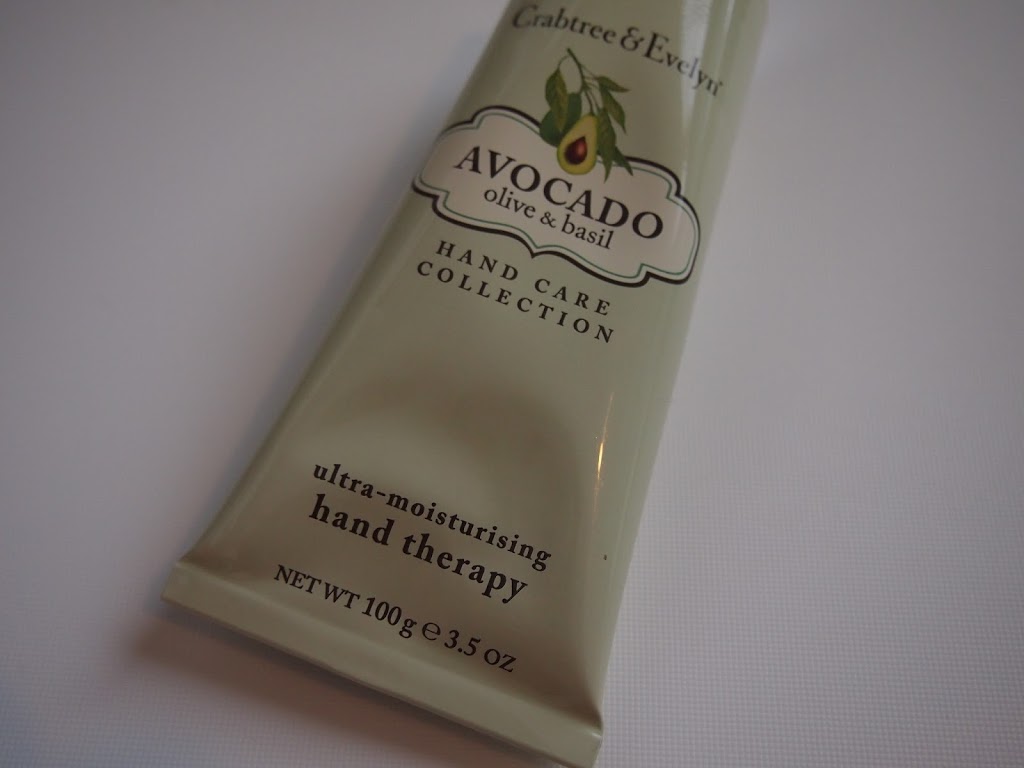 Crabtree & Evelyn®
AVOCADO
olive & basil
HAND CARE
COLLECTION
ultra-moisturising
hand therapy
NET WT 100 g ℮ 3.5 OZ